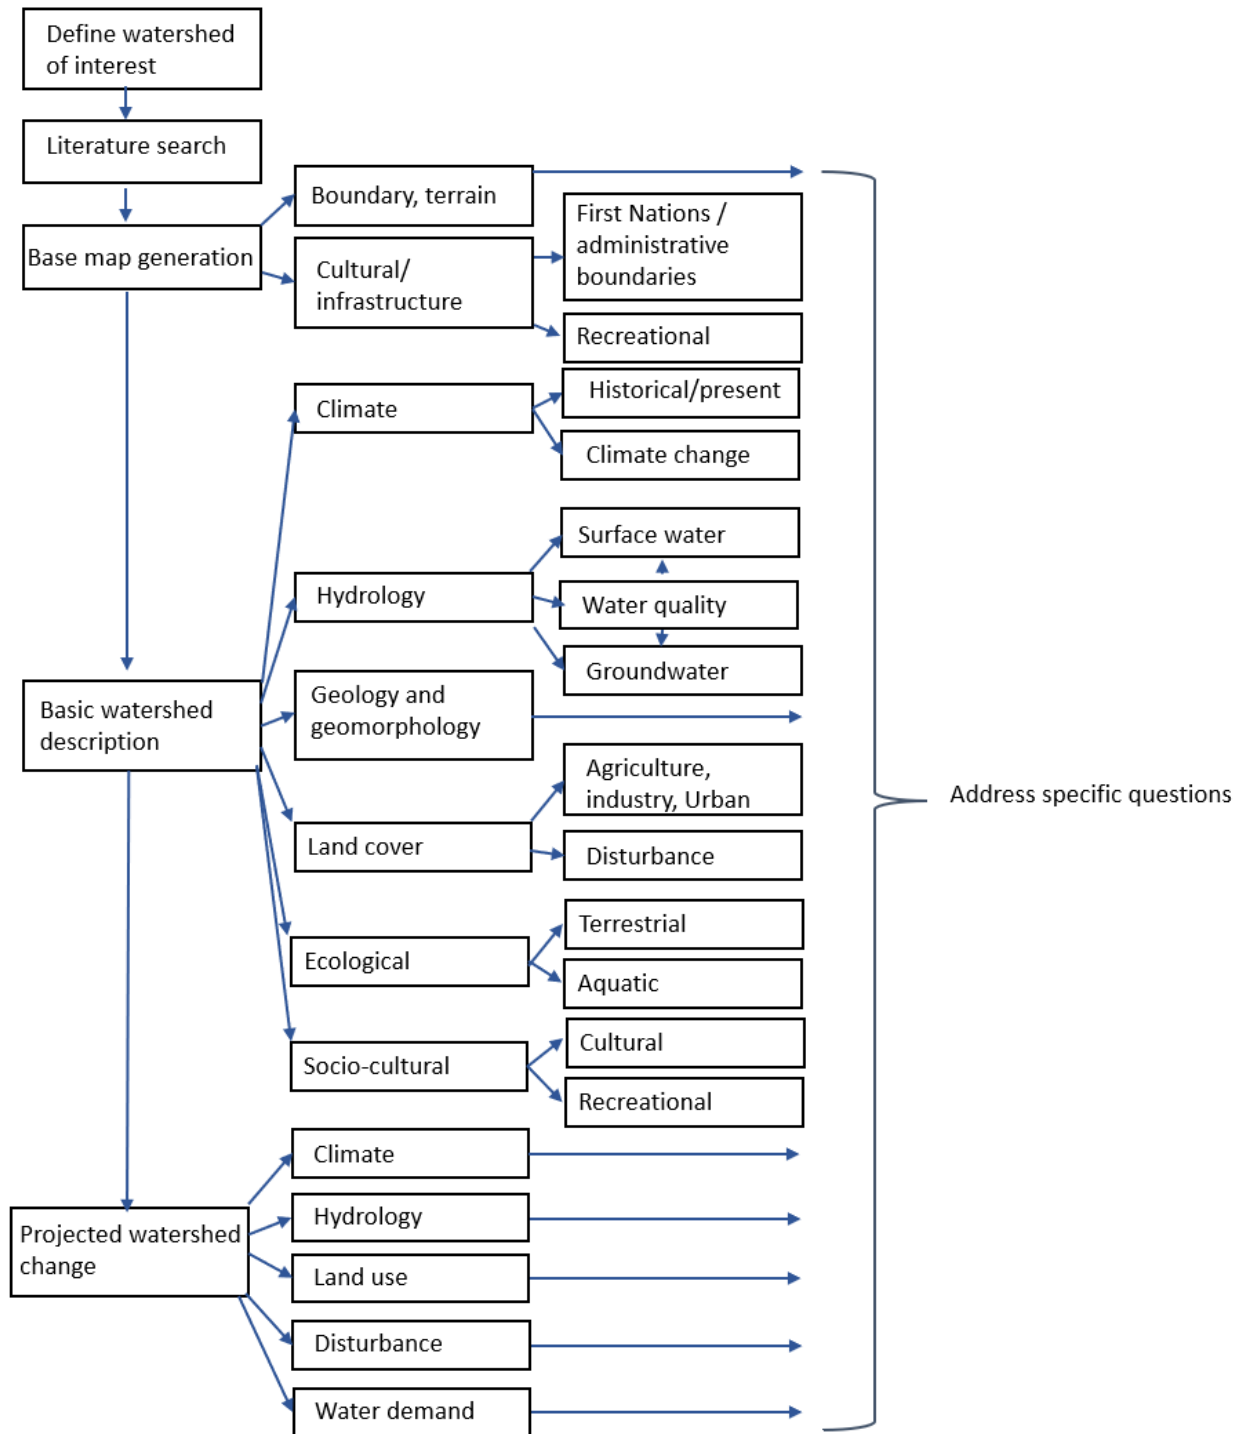 Define watershed
of interest
Literature search
Base map generation
Boundary, terrain
Cultural/
infrastructure
First Nations /
administrative
boundaries
Recreational
Climate
Historical/present
Climate change
Hydrology
Surface water
Water quality
Groundwater
Basic watershed
description
Geology and
geomorphology
Land cover
Agriculture,
industry, Urban
Disturbance
Ecological
Terrestrial
Aquatic
Socio-cultural
Cultural
Recreational
Projected watershed
change
Climate
Hydrology
Land use
Disturbance
Water demand
Address specific questions